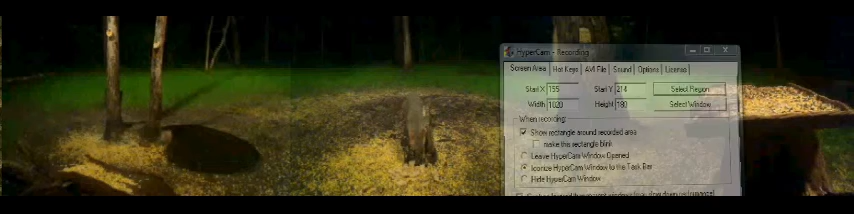 HyperCam - Recording
Screen Area Hot Keys AVI File Sound Options License
Start X 155 Start Y 214 Select Region
Width 1020 Height 180 Select Window
When recording:
Show rectangle around recorded area
make this rectangle blink
Leave HyperCam Window Opened
Iconize HyperCam Window to the Task Bar
Hide HyperCam Window